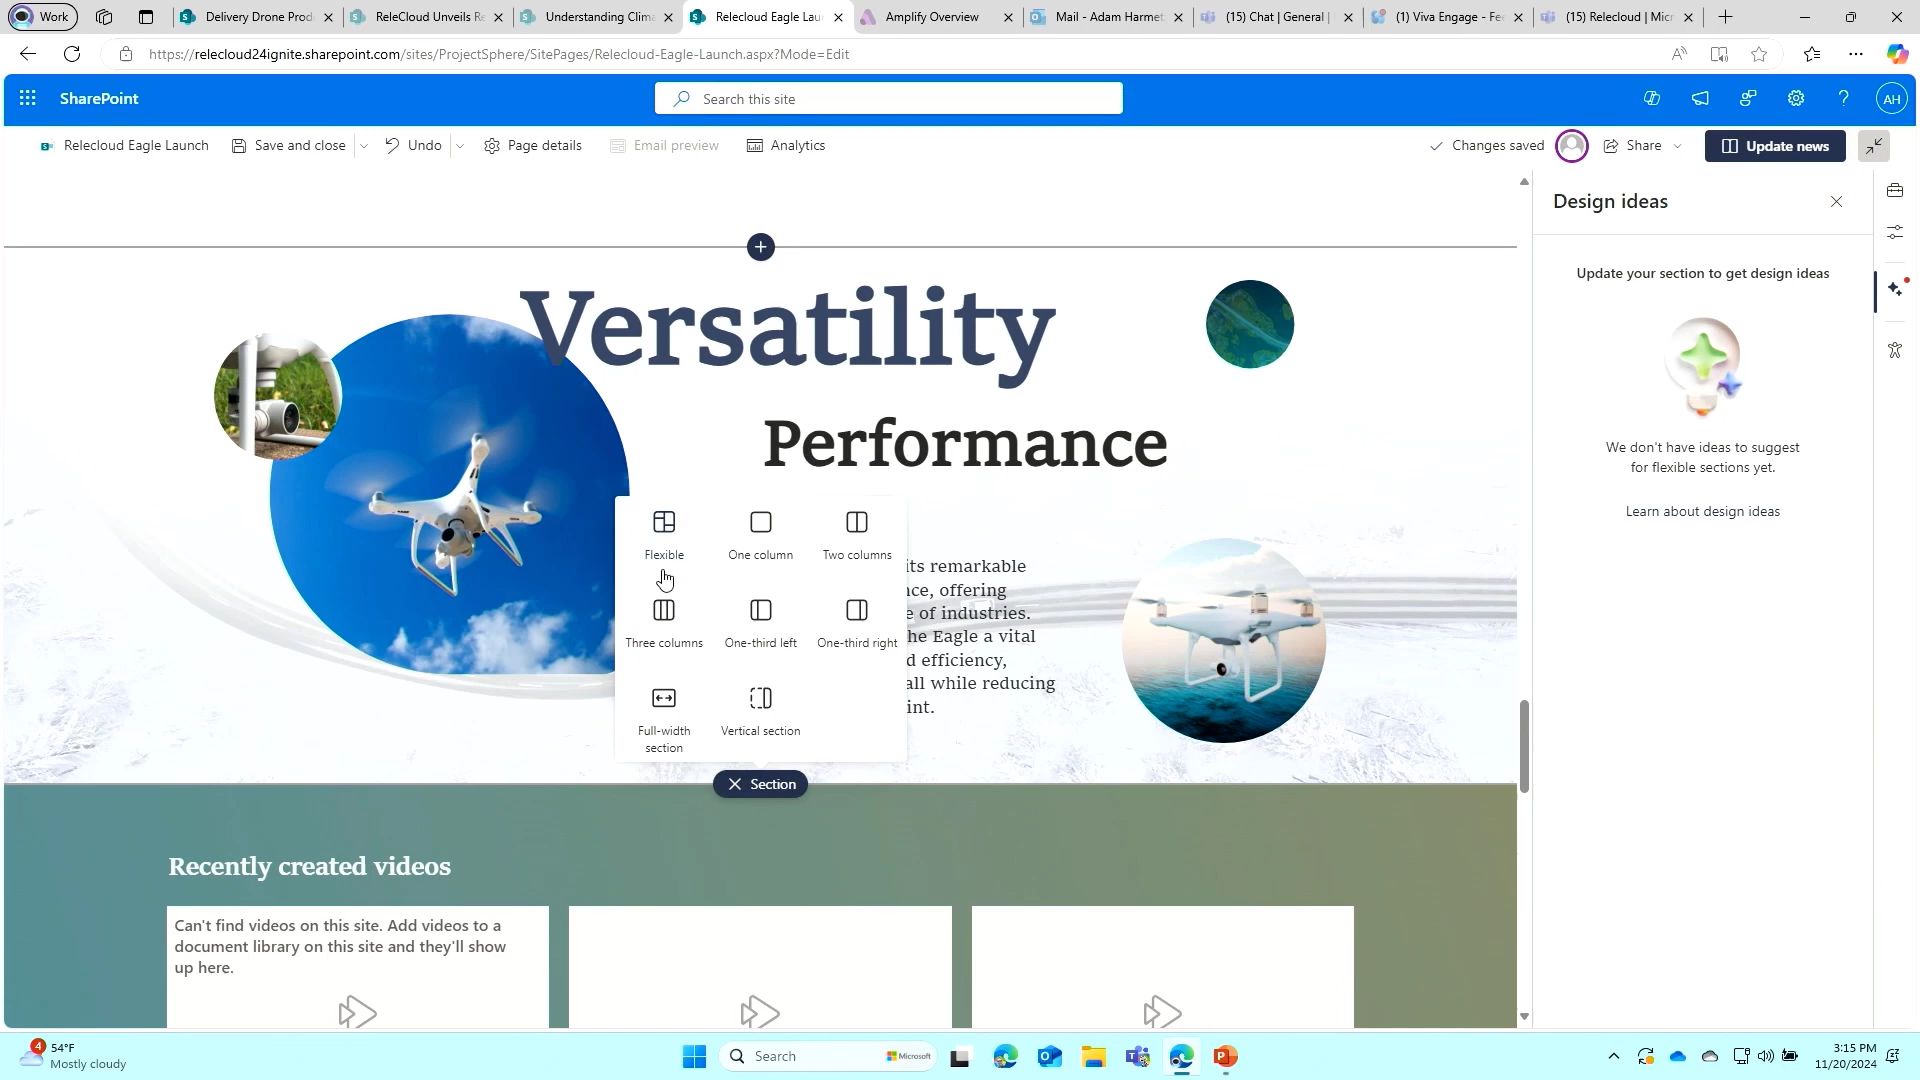 Work
Delivery Drone Prod
ReleCloud Unveils Re
Understanding Clima
Relecloud Eagle Lau
Amplify Overview
Mail - Adam Harmet
(15) Chat | General |
(1) Viva Engage - Fee
(15) Relecloud | Micr
https://relecloud24ignite.sharepoint.com/sites/ProjectSphere/SitePages/Relecloud-Eagle-Launch.aspx?Mode=Edit
SharePoint
Search this site
AH
Relecloud Eagle Launch
Save and close
Undo
Page details
Email preview
Analytics
Changes saved
Share
Update news
Design ideas
Update your section to get design ideas
We don't have ideas to suggest
for flexible sections yet.
Learn about design ideas
Versatility
Performance
its remarkable
nce, offering
e of industries.
he Eagle a vital
d efficiency,
all while reducing
int.
Flexible
One column
Two columns
Three columns
One-third left
One-third right
Full-width
section
Vertical section
Section
Recently created videos
Can't find videos on this site. Add videos to a
document library on this site and they'll show
up here.
4
54°F
Mostly cloudy
Search
Microsoft
3:15 PM
11/20/2024